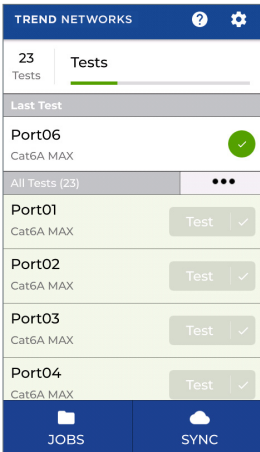 TREND NETWORKS
23
Tests
Tests
Last Test
Port06
Cat6A MAX
All Tests (23)
Port01
Cat6A MAX
Test
Port02
Cat6A MAX
Test
Port03
Cat6A MAX
Test
Port04
Cat6A MAX
Test
JOBS
SYNC